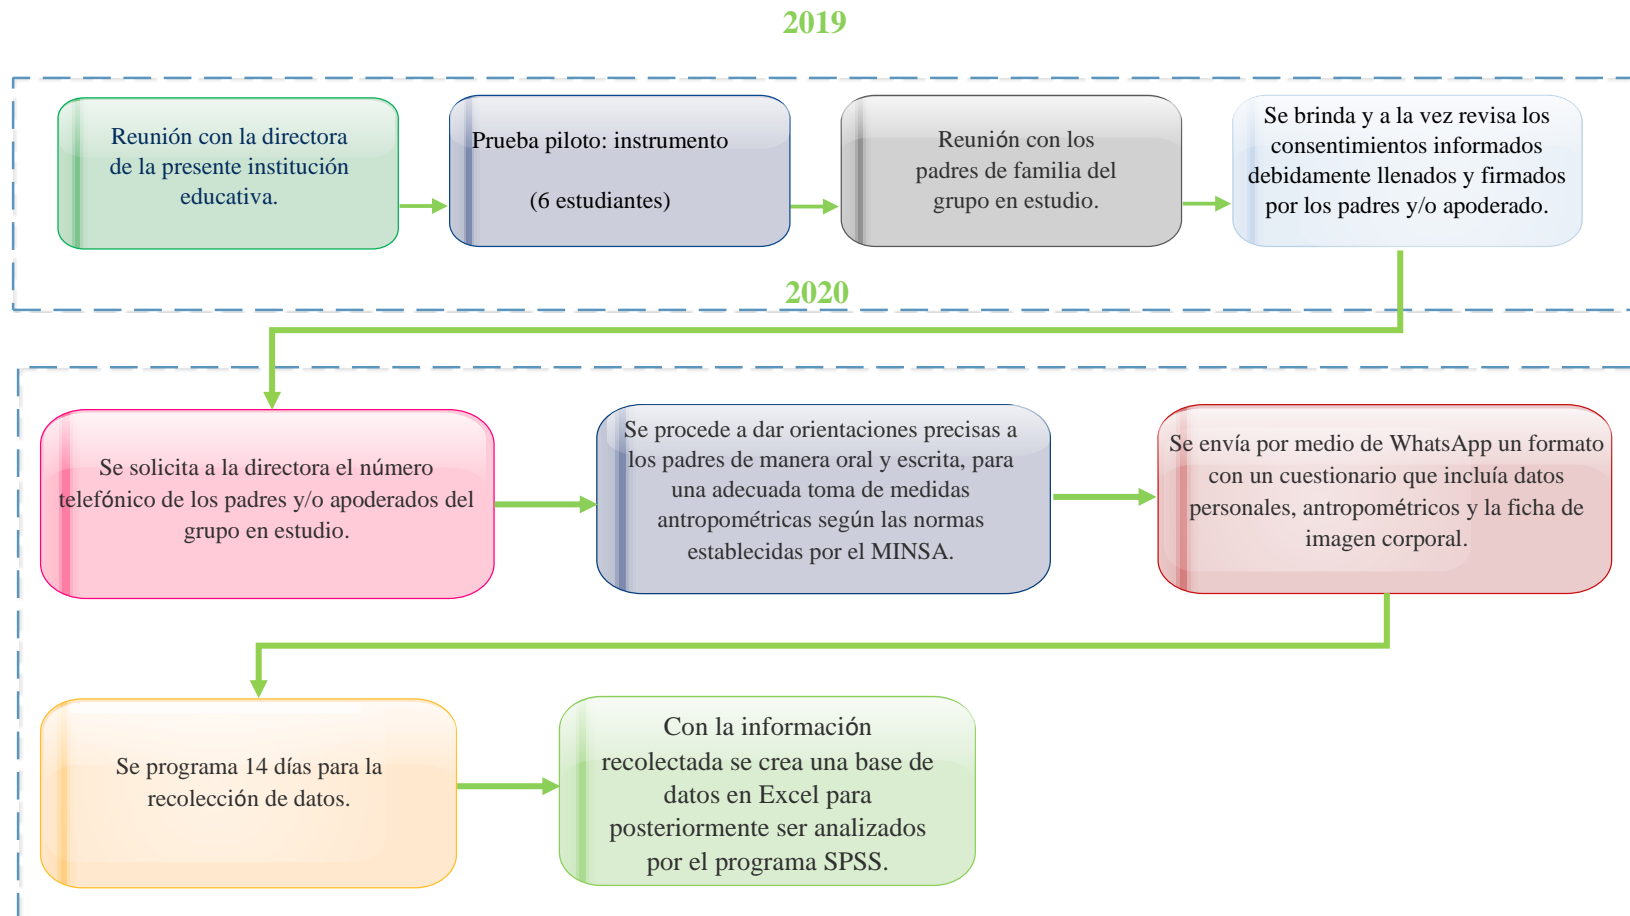 2019
Reunión con la directora
de la presente institución
educativa.
Prueba piloto: instrumento
(6 estudiantes)
Reunión con los
padres de familia del
grupo en estudio.
Se brinda y a la vez revisa los
consentimientos informados
debidamente llenados y firmados
por los padres y/o apoderado.
2020
Se solicita a la directora el número
telefónico de los padres y/o apoderados del
grupo en estudio.
Se procede a dar orientaciones precisas a
los padres de manera oral y escrita, para
una adecuada toma de medidas
antropométricas según las normas
establecidas por el MINSA.
Se envía por medio de WhatsApp un formato
con un cuestionario que incluía datos
personales, antropométricos y la ficha de
imagen corporal.
Se programa 14 días para la
recolección de datos.
Con la información
recolectada se crea una base de
datos en Excel para
posteriormente ser analizados
por el programa SPSS.